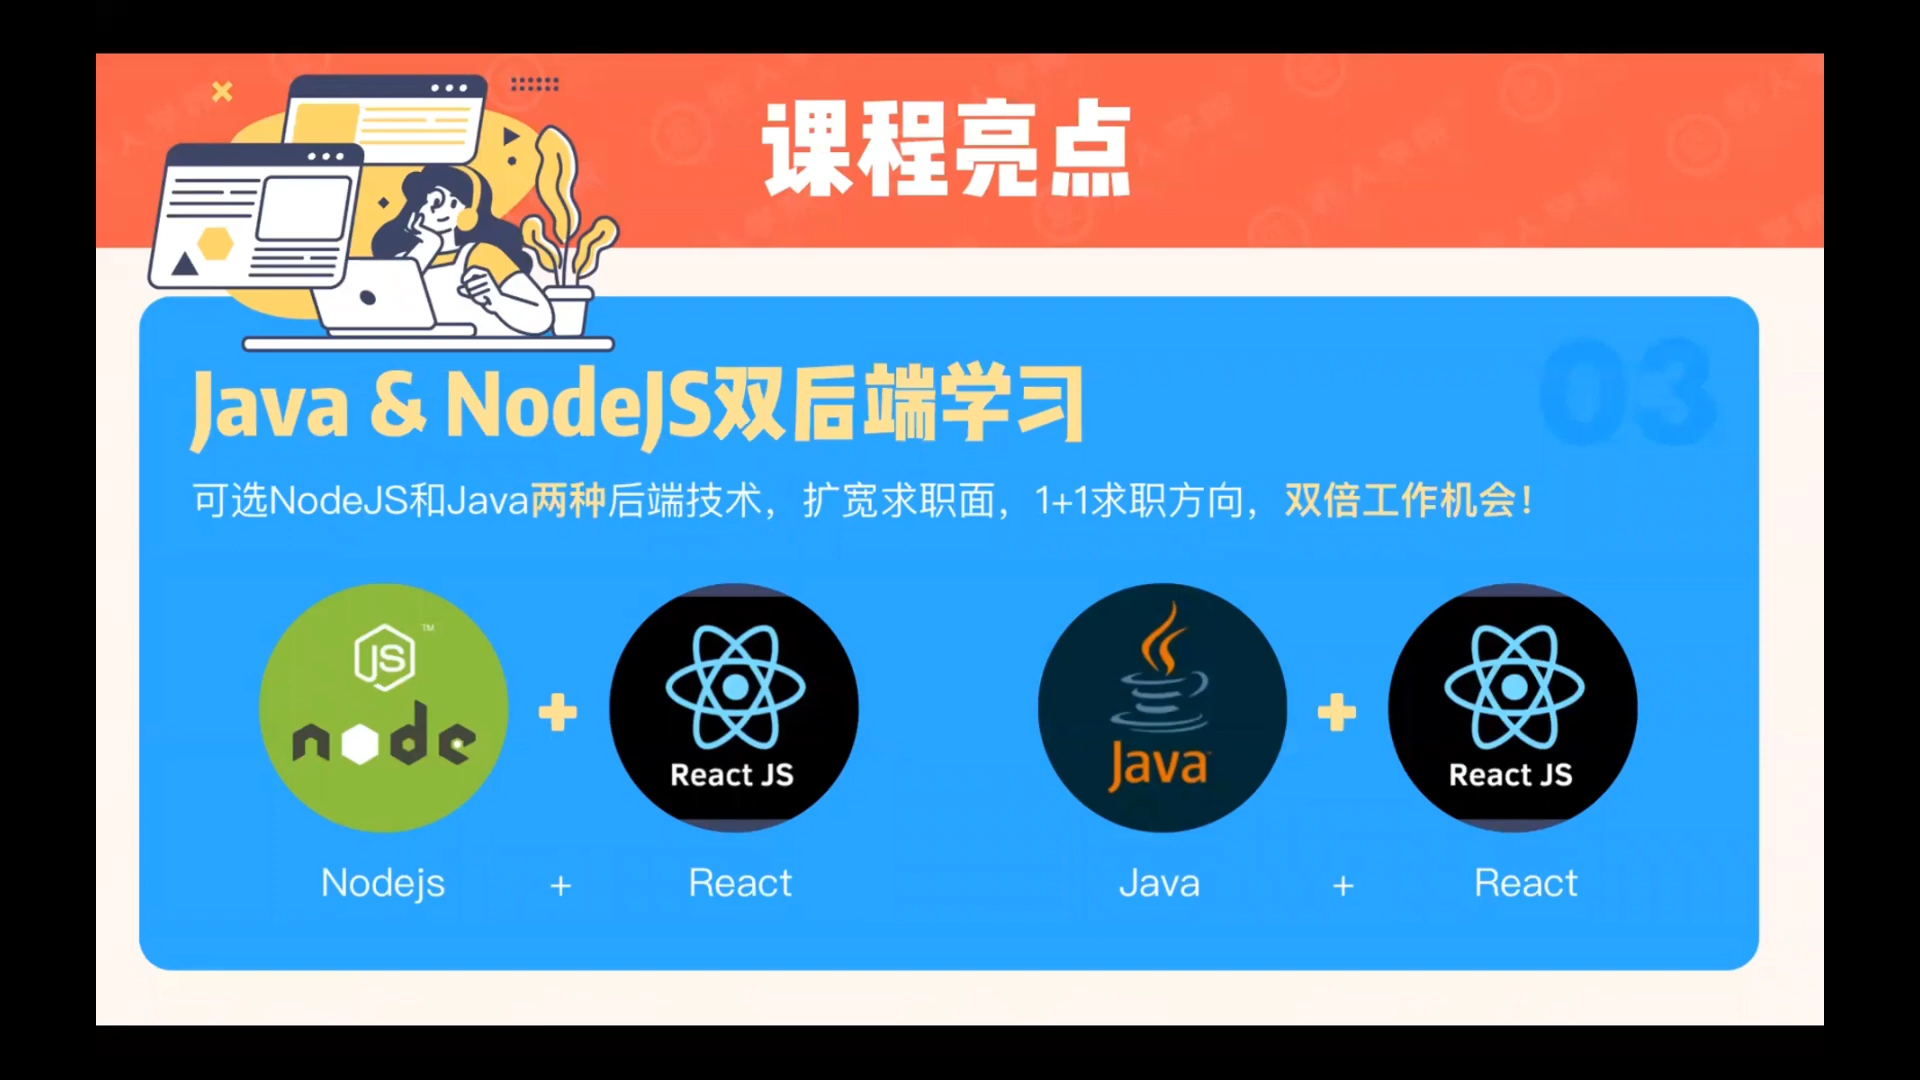 课程亮点
03
Java & NodeJS双后端学习
可选NodeJS和Java两种后端技术，扩宽求职面，1+1求职方向，双倍工作机会！
JS TM
node
React JS
Java
React JS
Nodejs + React
Java + React